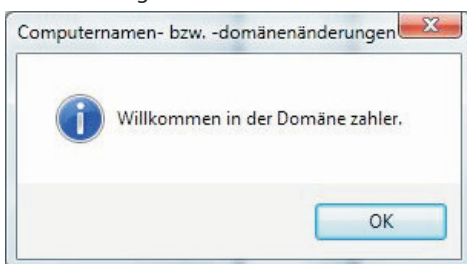 Computernamen- bzw. -domänenänderungen
Willkommen in der Domäne zahler.
OK